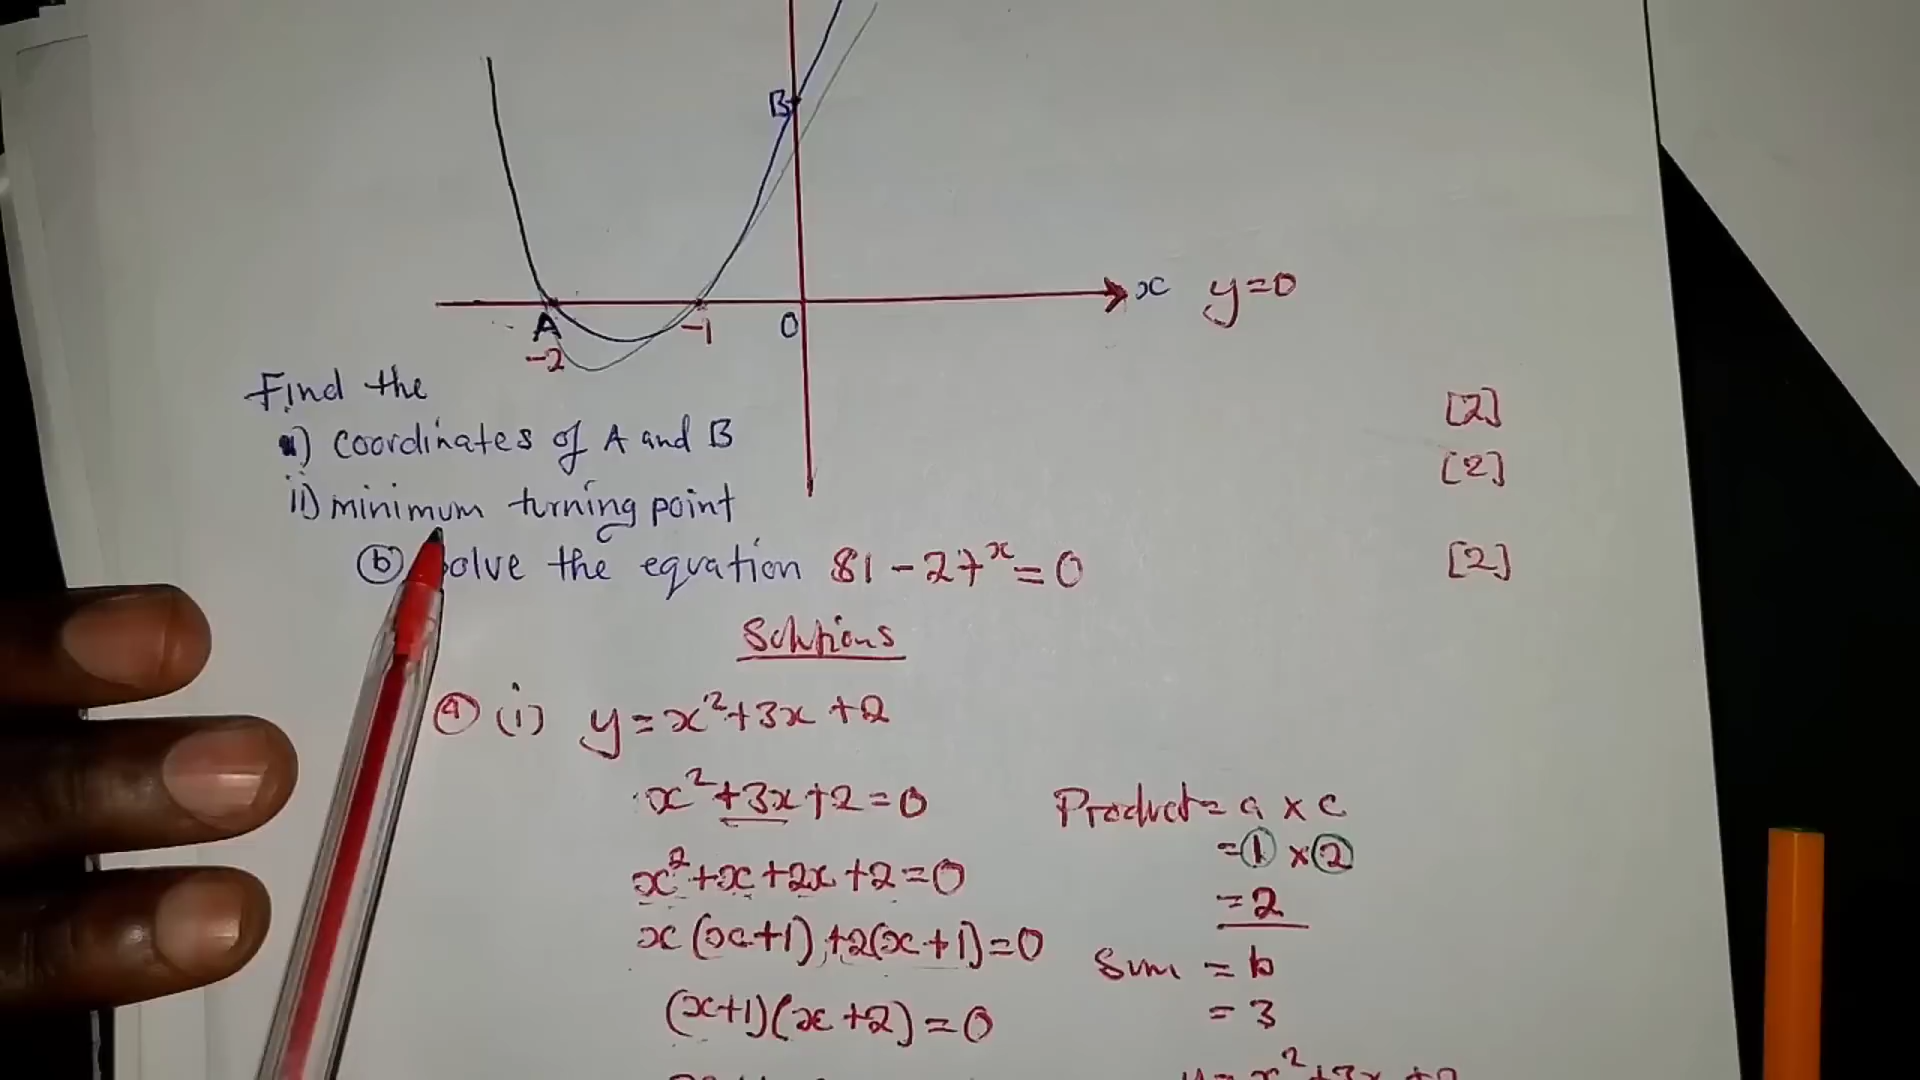 B
x y=0
A -1 0
-2
Find the
i) coordinates of A and B [2]
ii) minimum turning point [2]
(b) Solve the equation 81 - 27^x = 0 [2]
Solutions
(a) (i) y = x² + 3x + 2
x² + 3x + 2 = 0
Product = a x c
= 1 x 2
x² + x + 2x + 2 = 0
= 2
x(x+1) + 2(x+1) = 0
Sum = b
= 3
(x+1)(x+2) = 0